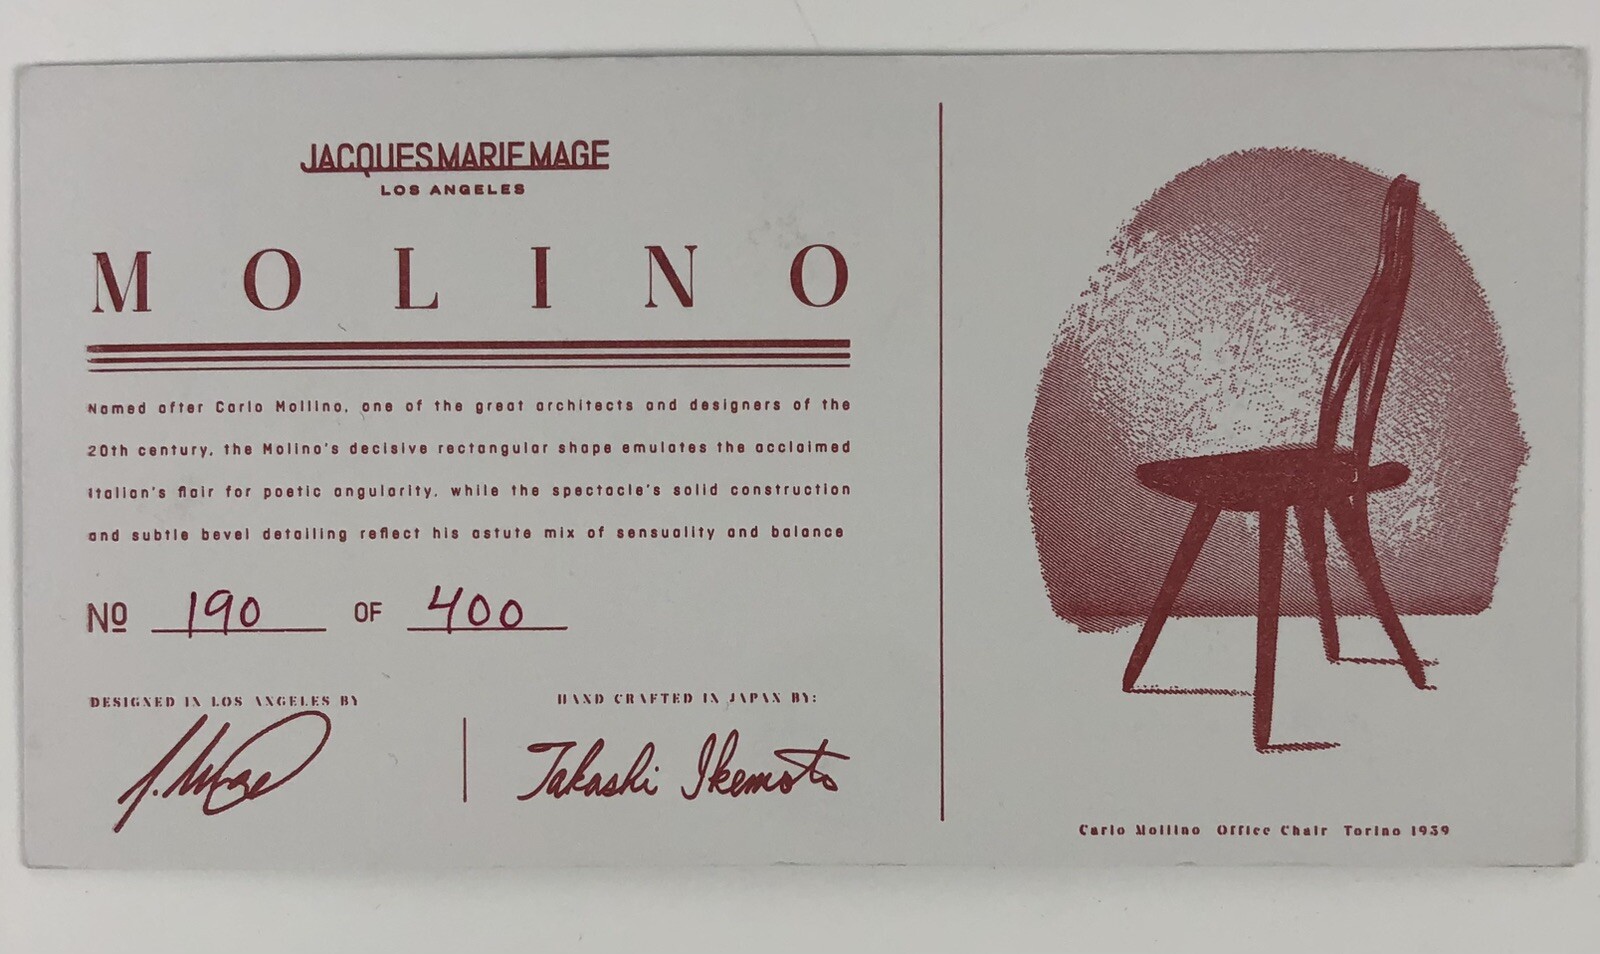 JACQUES MARIE MAGE
LOS ANGELES
MOLINO
Named after Carlo Mollino, one of the great architects and designers of the
20th century, the Molino's decisive rectangular shape emulates the acclaimed
Italian's flair for poetic angularity, while the spectacle's solid construction
and subtle bevel detailing reflect his astute mix of sensuality and balance
Nº 190 OF 400
DESIGNED IN LOS ANGELES BY
J. Mage
HAND CRAFTED IN JAPAN BY:
Takashi Ikemoto
Carlo Mollino Office Chair Torino 1959